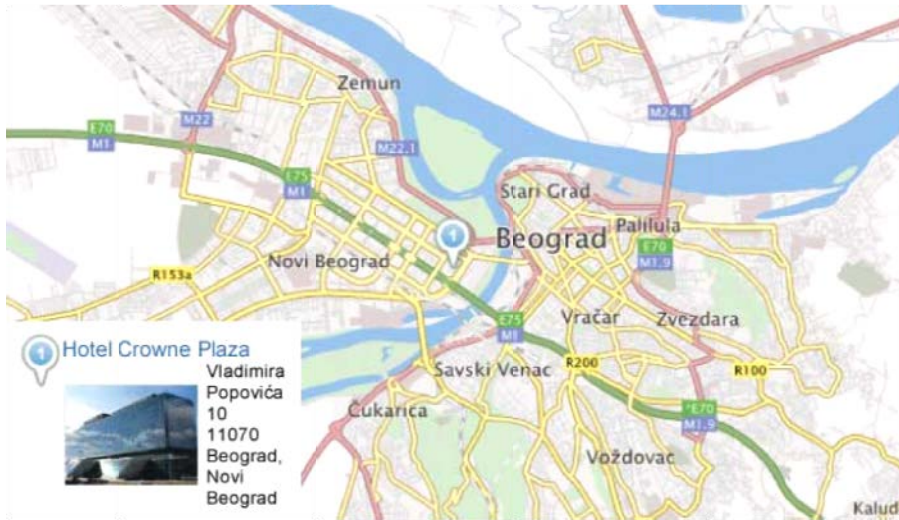 Zemun
M22
M24.1
E70
M1
M22.1
E75
M1
Stari Grad
Palilula
1
Beograd
E70
M1.9
Novi Beograd
R153a
E75
M1
Vračar
Zvezdara
1
Hotel Crowne Plaza
Vladimira
Popovića
10
11070
Beograd,
Novi
Beograd
Savski Venac
R200
R100
Čukarica
*E70
M1.9
Voždovac
Kalud